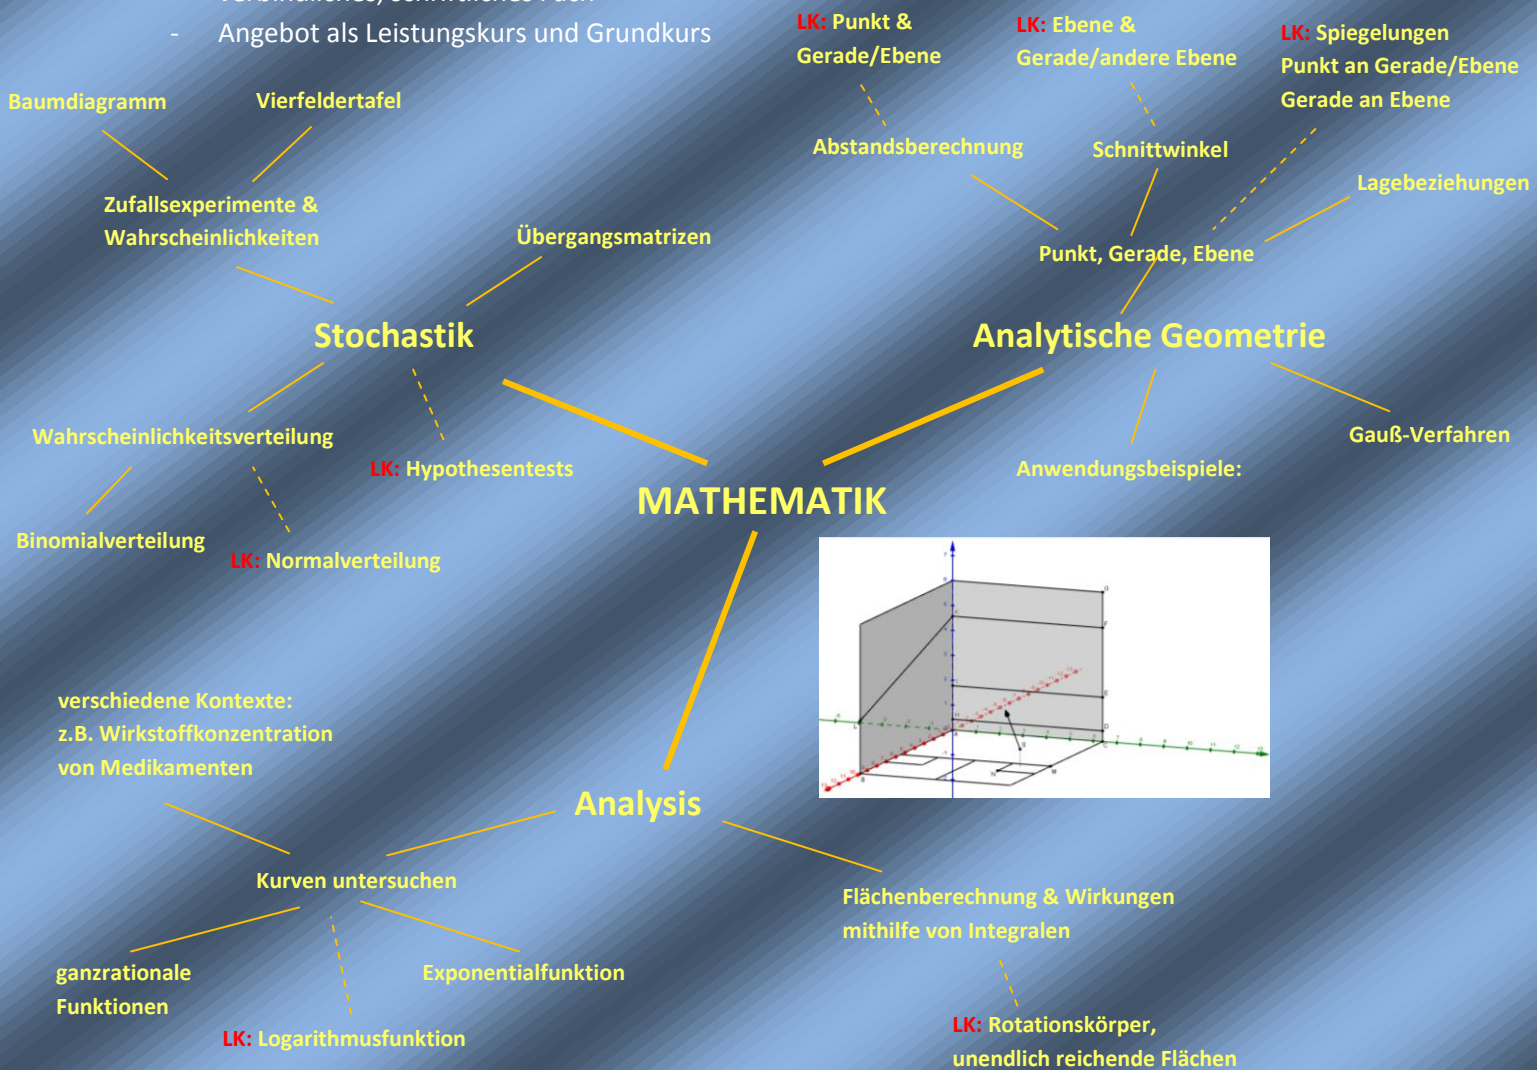 - Angebot als Leistungskurs und Grundkurs
LK: Punkt &
Gerade/Ebene
LK: Ebene &
Gerade/andere Ebene
LK: Spiegelungen
Punkt an Gerade/Ebene
Gerade an Ebene
Baumdiagramm
Vierfeldertafel
Abstandsberechnung
Schnittwinkel
Lagebeziehungen
Zufallsexperimente &
Wahrscheinlichkeiten
Übergangsmatrizen
Punkt, Gerade, Ebene
Stochastik
Analytische Geometrie
Wahrscheinlichkeitsverteilung
LK: Hypothesentests
Gauß-Verfahren
Anwendungsbeispiele:
MATHEMATIK
Binomialverteilung
LK: Normalverteilung
verschiedene Kontexte:
z.B. Wirkstoffkonzentration
von Medikamenten
Analysis
Kurven untersuchen
Flächenberechnung & Wirkungen
mithilfe von Integralen
ganzrationale
Funktionen
Exponentialfunktion
LK: Logarithmusfunktion
LK: Rotationskörper,
unendlich reichende Flächen